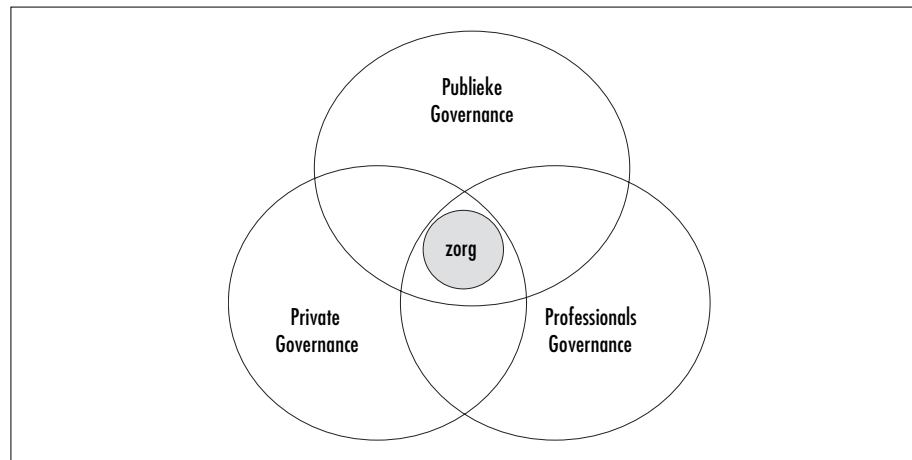 Publieke
Governance
zorg
Private
Governance
Professionals
Governance